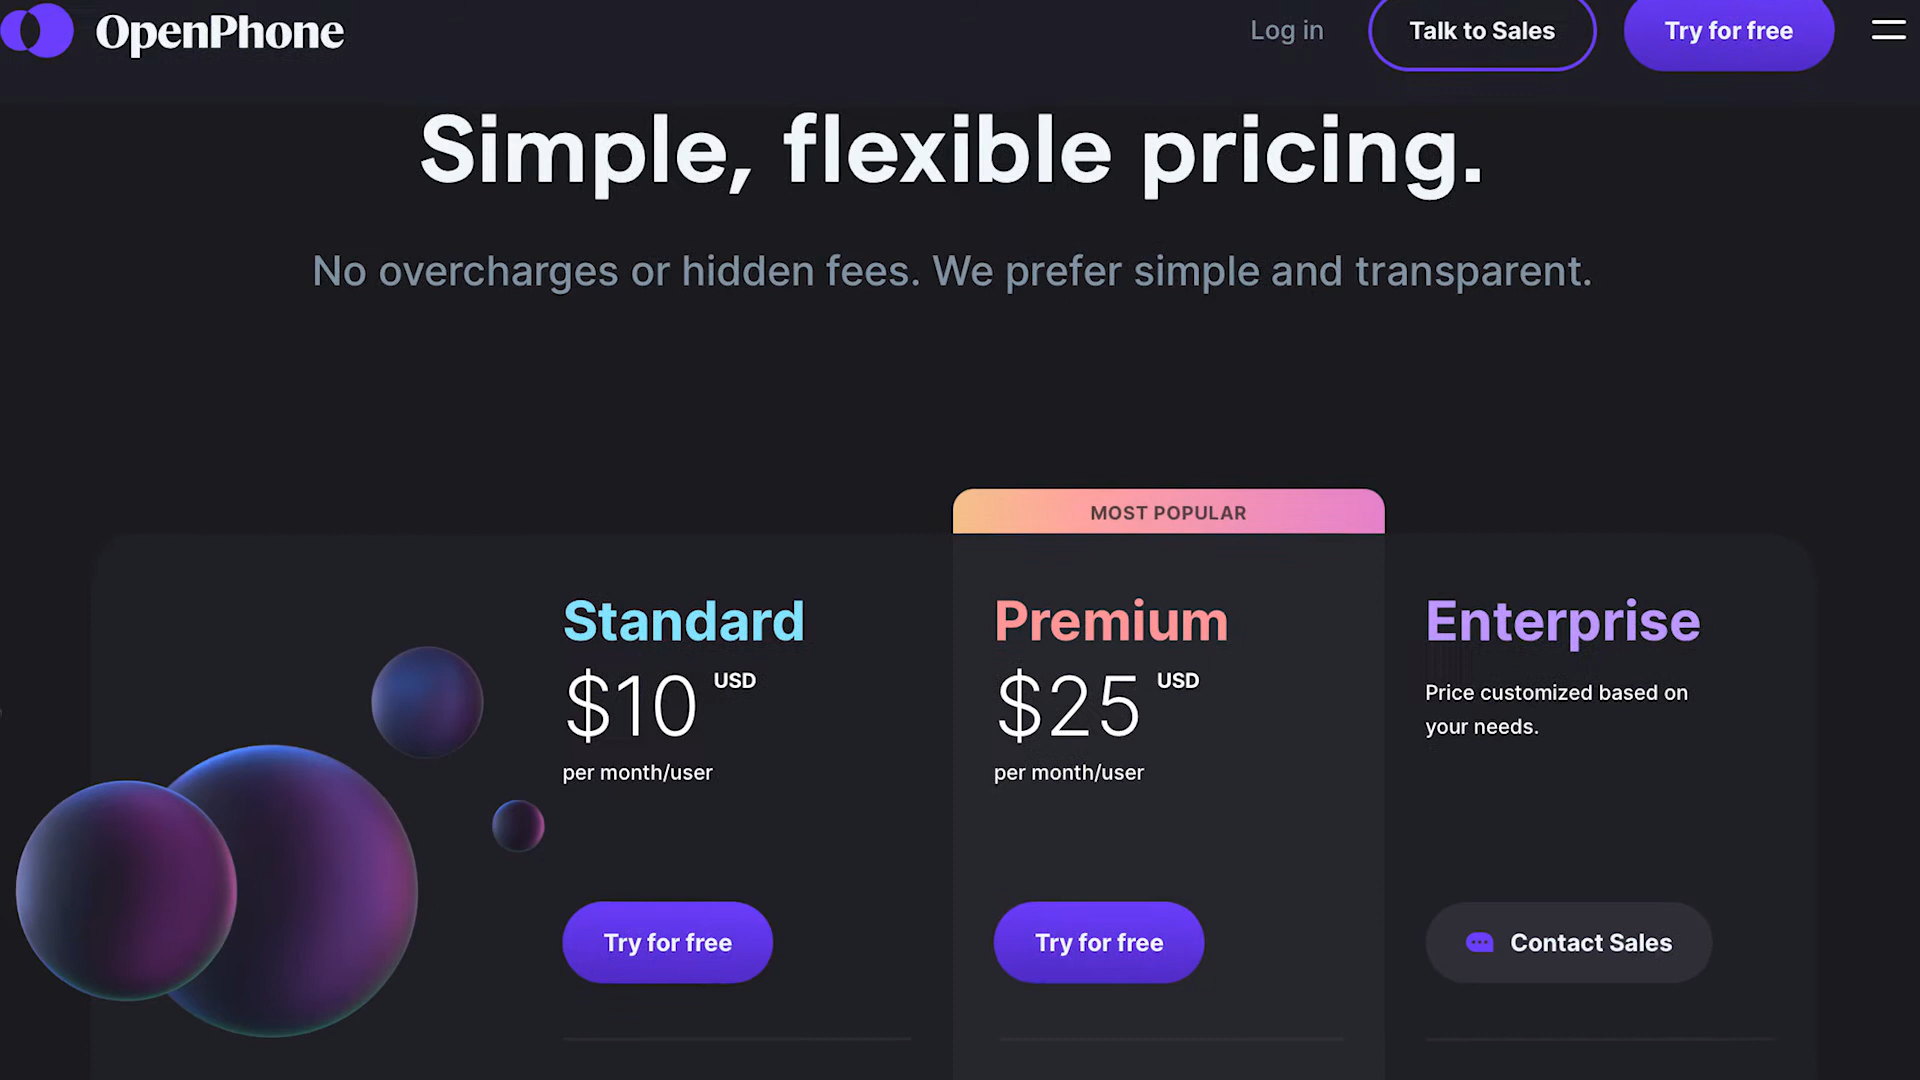 OpenPhone
Log in
Talk to Sales
Try for free
Simple, flexible pricing.
No overcharges or hidden fees. We prefer simple and transparent.
MOST POPULAR
Standard
$10 USD
per month/user
Try for free
Premium
$25 USD
per month/user
Try for free
Enterprise
Price customized based on
your needs.
Contact Sales